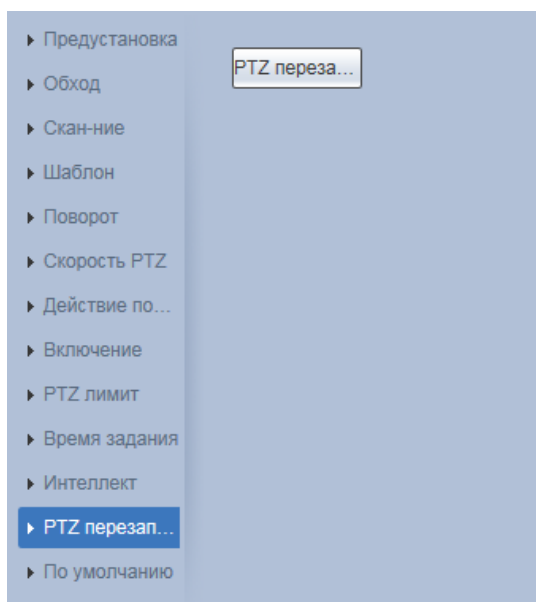 Предустановка
Обход
Скан-ние
Шаблон
Поворот
Скорость PTZ
Действие по...
Включение
PTZ лимит
Время задания
Интеллект
PTZ перезап...
По умолчанию
PTZ переза...